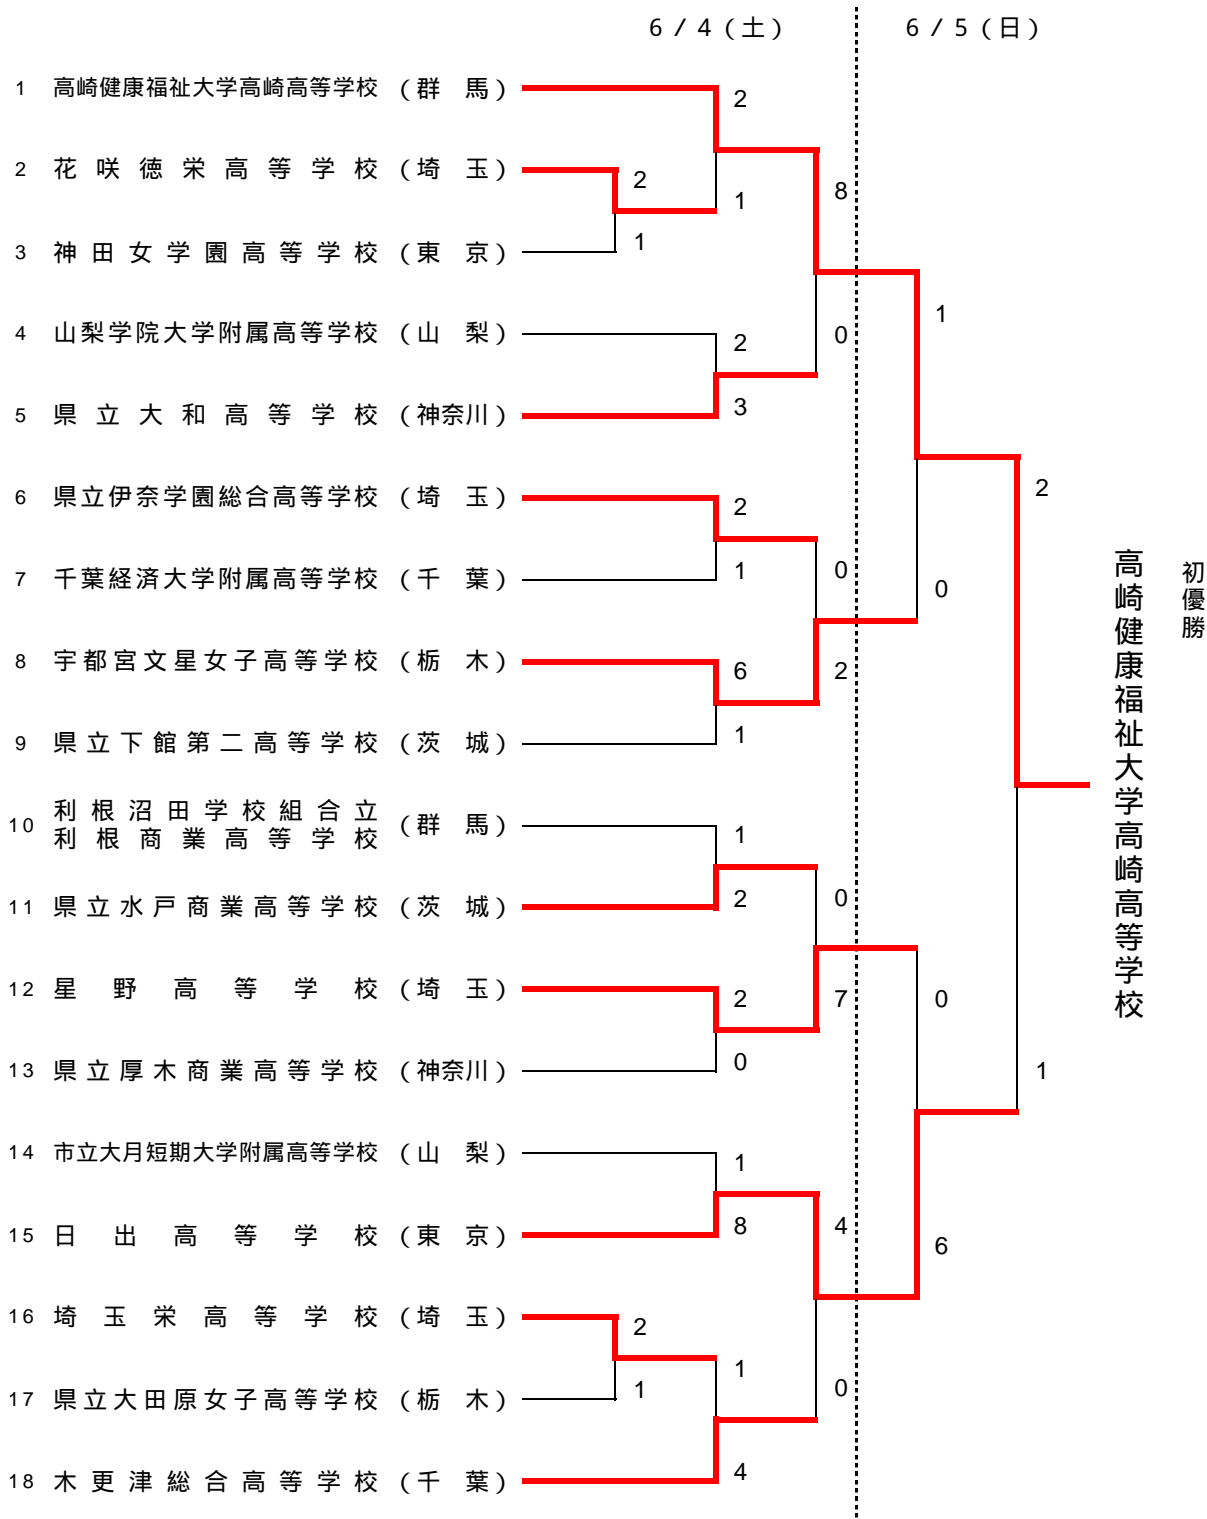 6/4(土) 6/5(日)
1 高崎健康福祉大学高崎高等学校 (群 馬)
2
2 花咲徳栄高等学校 (埼 玉)
2
1
8
3 神田女学園高等学校 (東 京)
1
1
4 山梨学院大学附属高等学校 (山 梨)
2
0
5 県立大和高等学校 (神奈川)
3
6 県立伊奈学園総合高等学校 (埼 玉)
2
2
7 千葉経済大学附属高等学校 (千 葉)
1
0
0
8 宇都宮文星女子高等学校 (栃 木)
6
2
9 県立下館第二高等学校 (茨 城)
1
高崎健康福祉大学高崎高等学校
初優勝
10 利根沼田学校組合立
利根商業高等学校 (群 馬)
1
11 県立水戸商業高等学校 (茨 城)
2
0
12 星野高等学校 (埼 玉)
2
7
0
13 県立厚木商業高等学校 (神奈川)
0
1
14 市立大月短期大学附属高等学校 (山 梨)
1
15 日出高等学校 (東 京)
8
4
6
16 埼玉栄高等学校 (埼 玉)
2
1
0
17 県立大田原女子高等学校 (栃 木)
1
18 木更津総合高等学校 (千 葉)
4